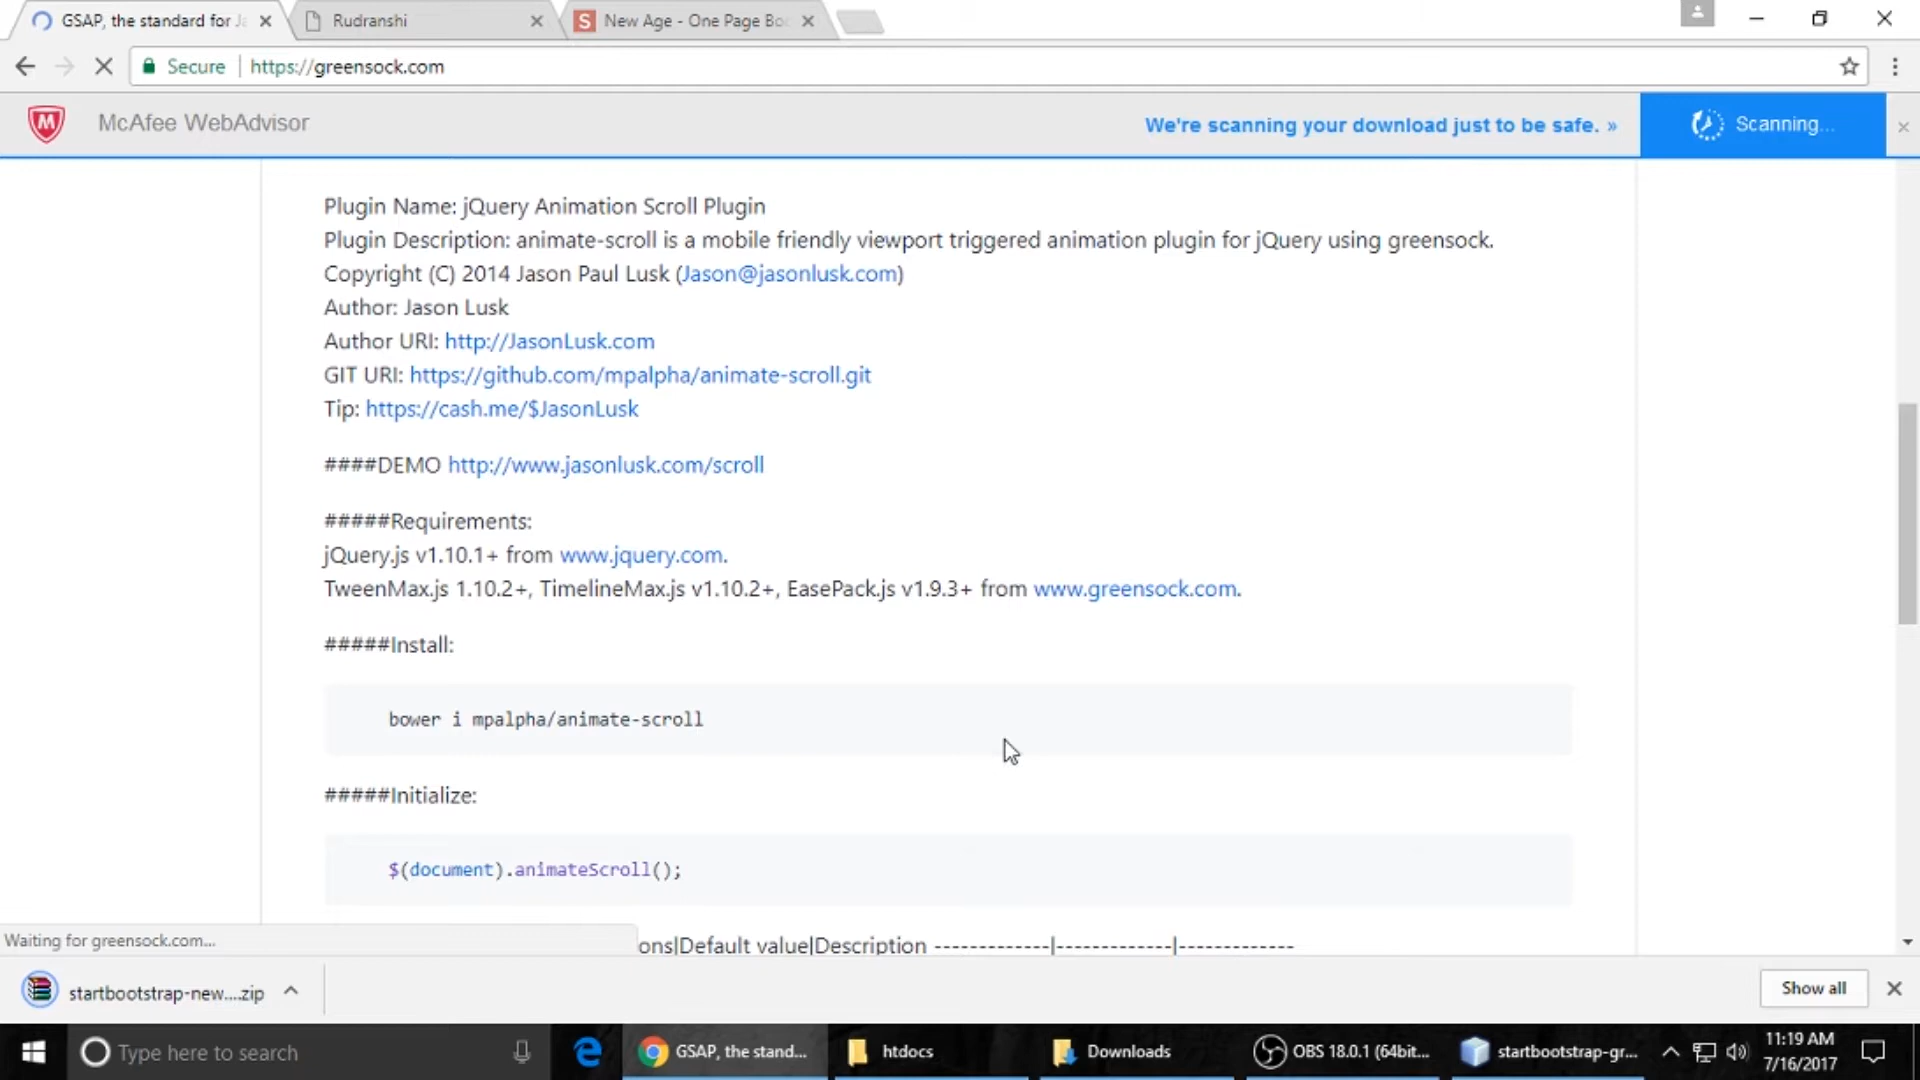 GSAP, the standard for Ja
Rudranshi
New Age - One Page Boo
Secure
https://greensock.com
McAfee WebAdvisor
We're scanning your download just to be safe. »
Scanning...
Plugin Name: jQuery Animation Scroll Plugin
Plugin Description: animate-scroll is a mobile friendly viewport triggered animation plugin for jQuery using greensock.
Copyright (C) 2014 Jason Paul Lusk (Jason@jasonlusk.com)
Author: Jason Lusk
Author URI: http://JasonLusk.com
GIT URI: https://github.com/mpalpha/animate-scroll.git
Tip: https://cash.me/$JasonLusk
####DEMO http://www.jasonlusk.com/scroll
#####Requirements:
jQuery.js v1.10.1+ from www.jquery.com.
TweenMax.js 1.10.2+, TimelineMax.js v1.10.2+, EasePack.js v1.9.3+ from www.greensock.com.
#####Install:
bower i mpalpha/animate-scroll
#####Initialize:
$(document).animateScroll();
Waiting for greensock.com...
ons|Default value|Description -------------|-------------|-------------
startbootstrap-new....zip
Show all
Type here to search
GSAP, the stand...
htdocs
Downloads
OBS 18.0.1 (64bit...
startbootstrap-gr...
11:19 AM
7/16/2017